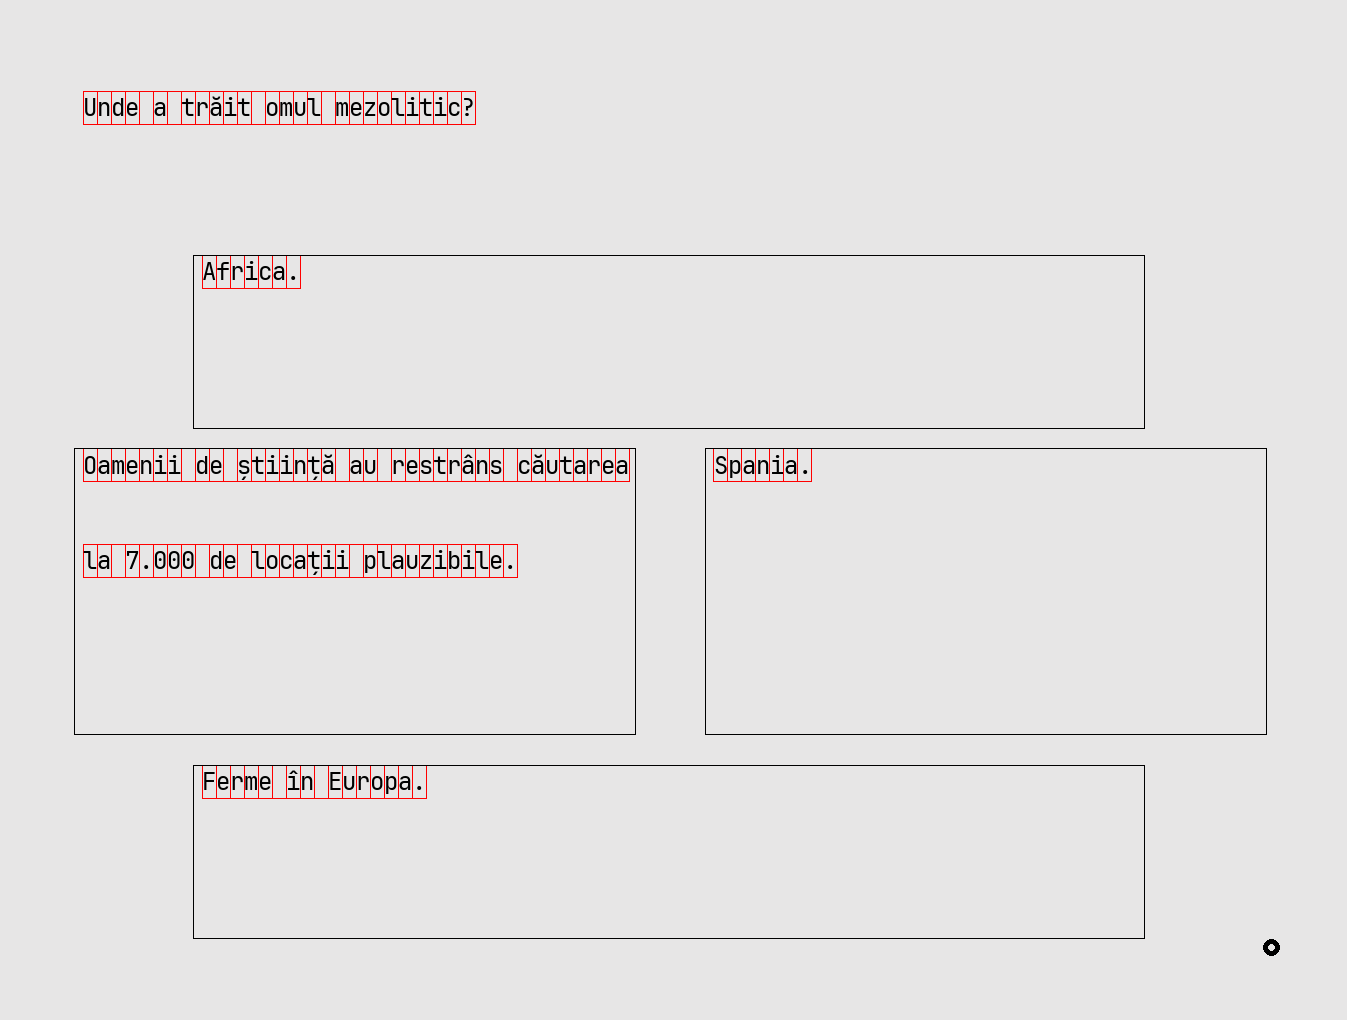 Unde a trăit omul mezolitic?
Africa.
Oamenii de știință au restrâns căutarea
la 7.000 de locații plauzibile.
Spania.
Ferme în Europa.